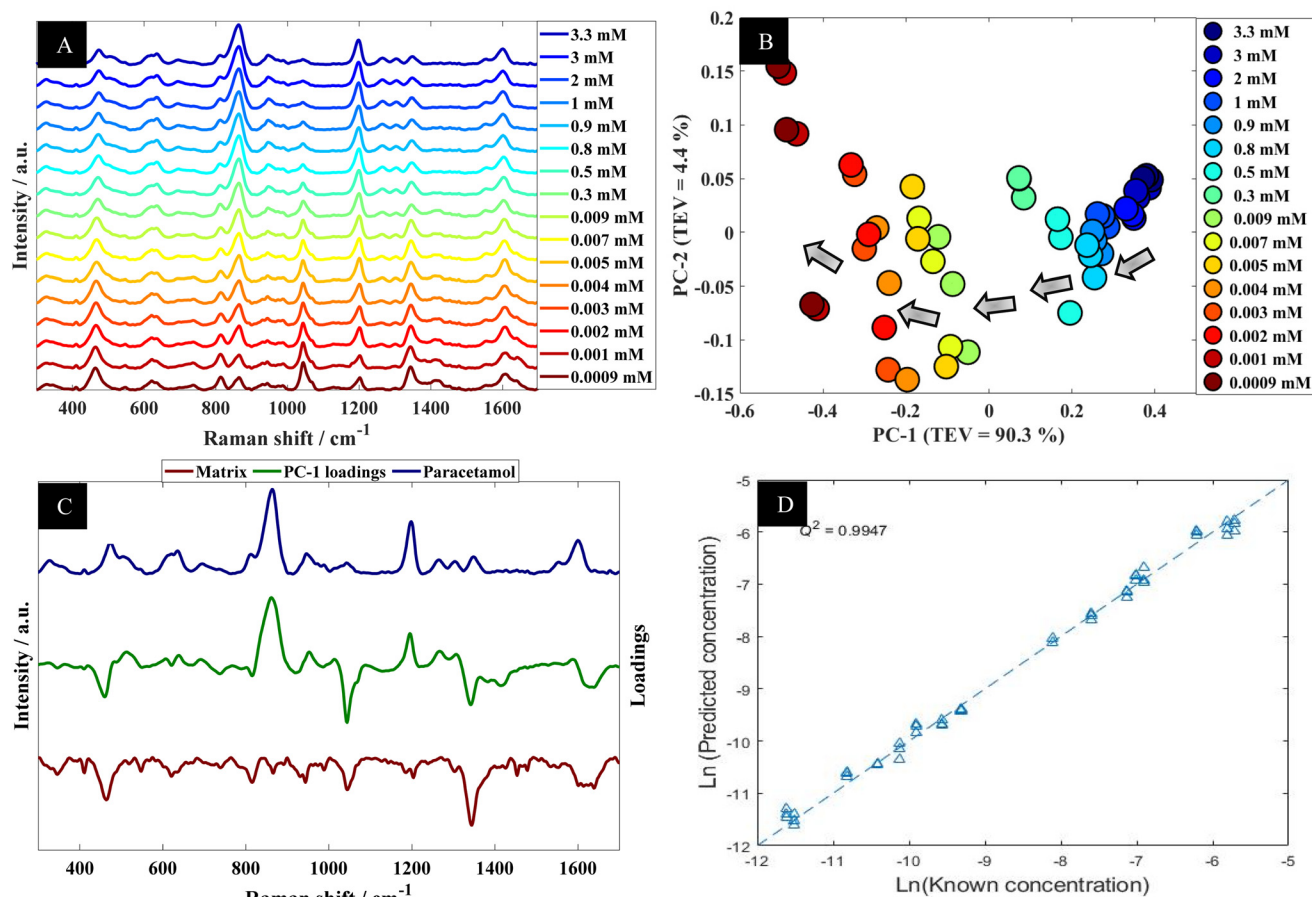 A
Intensity / a.u.
400 600 800 1000 1200 1400 1600
Raman shift / cm-1
3.3 mM
3 mM
2 mM
1 mM
0.9 mM
0.8 mM
0.5 mM
0.3 mM
0.009 mM
0.007 mM
0.005 mM
0.004 mM
0.003 mM
0.002 mM
0.001 mM
0.0009 mM
B
PC-2 (TEV = 4.4 %)
0.2
0.15
0.1
0.05
0
-0.05
-0.1
-0.15
-0.6 -0.4 -0.2 0 0.2 0.4
PC-1 (TEV = 90.3 %)
3.3 mM
3 mM
2 mM
1 mM
0.9 mM
0.8 mM
0.5 mM
0.3 mM
0.009 mM
0.007 mM
0.005 mM
0.004 mM
0.003 mM
0.002 mM
0.001 mM
0.0009 mM
Matrix PC-1 loadings Paracetamol
C
Intensity / a.u.
Loadings
400 600 800 1000 1200 1400 1600
Raman shift / cm-1
D
Q2 = 0.9947
Ln (Predicted concentration)
-5
-6
-7
-8
-9
-10
-11
-12
-12 -11 -10 -9 -8 -7 -6 -5
Ln(Known concentration)